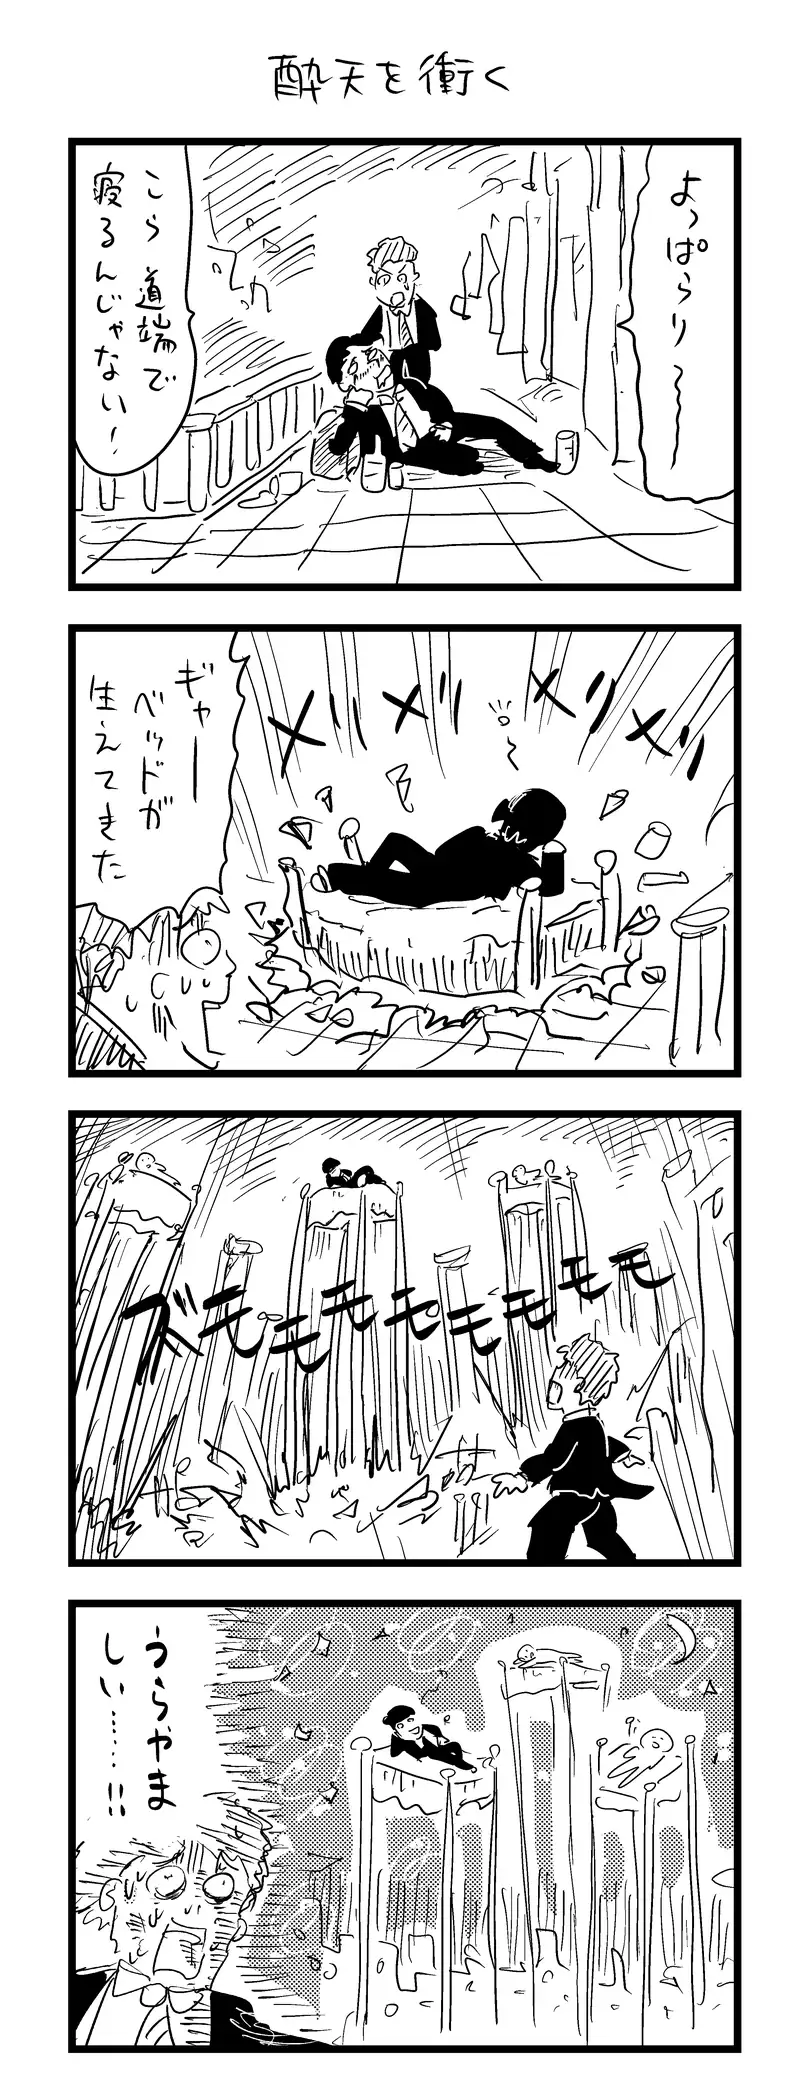 酔天を衝く
よっぱらり〜〜
こら 道端で
寝るんじゃない!
メリメリメリメリ
ギャー
ベッドが
生えてきた
ズモモモモモモモモ
うらやま
しい……!!